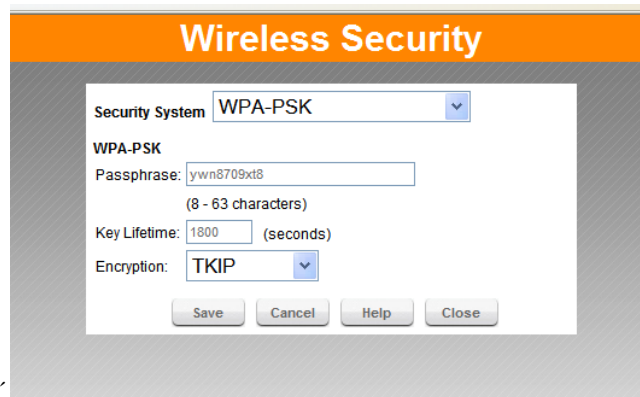 Wireless Security
Security System WPA-PSK
WPA-PSK
Passphrase: ywn8709xt8
(8 - 63 characters)
Key Lifetime: 1800 (seconds)
Encryption: TKIP
Save Cancel Help Close